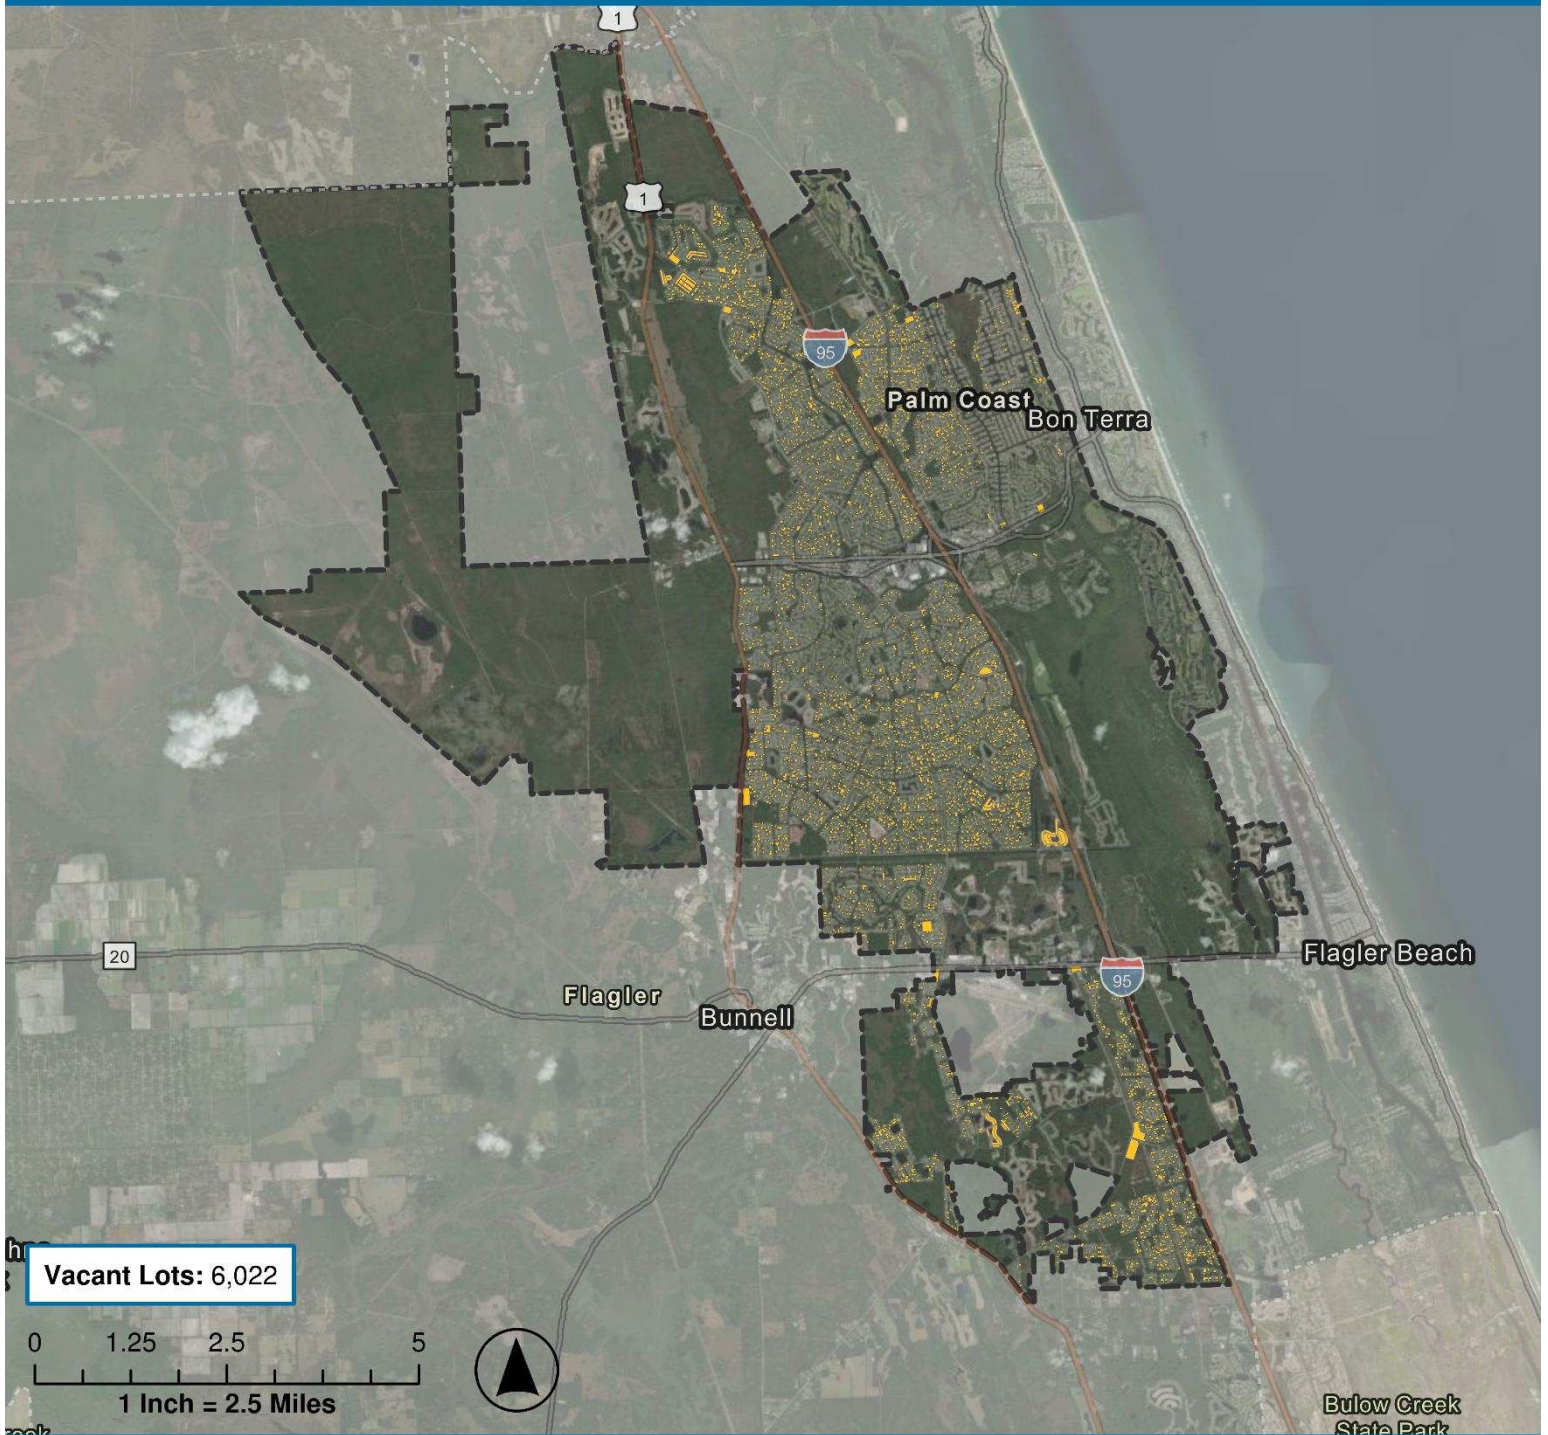 1
1
95
Palm Coast
Bon Terra
20
Flagler Beach
95
Flagler
Bunnell
Vacant Lots: 6,022
0 1.25 2.5 5
1 Inch = 2.5 Miles
Bulow Creek
State Park